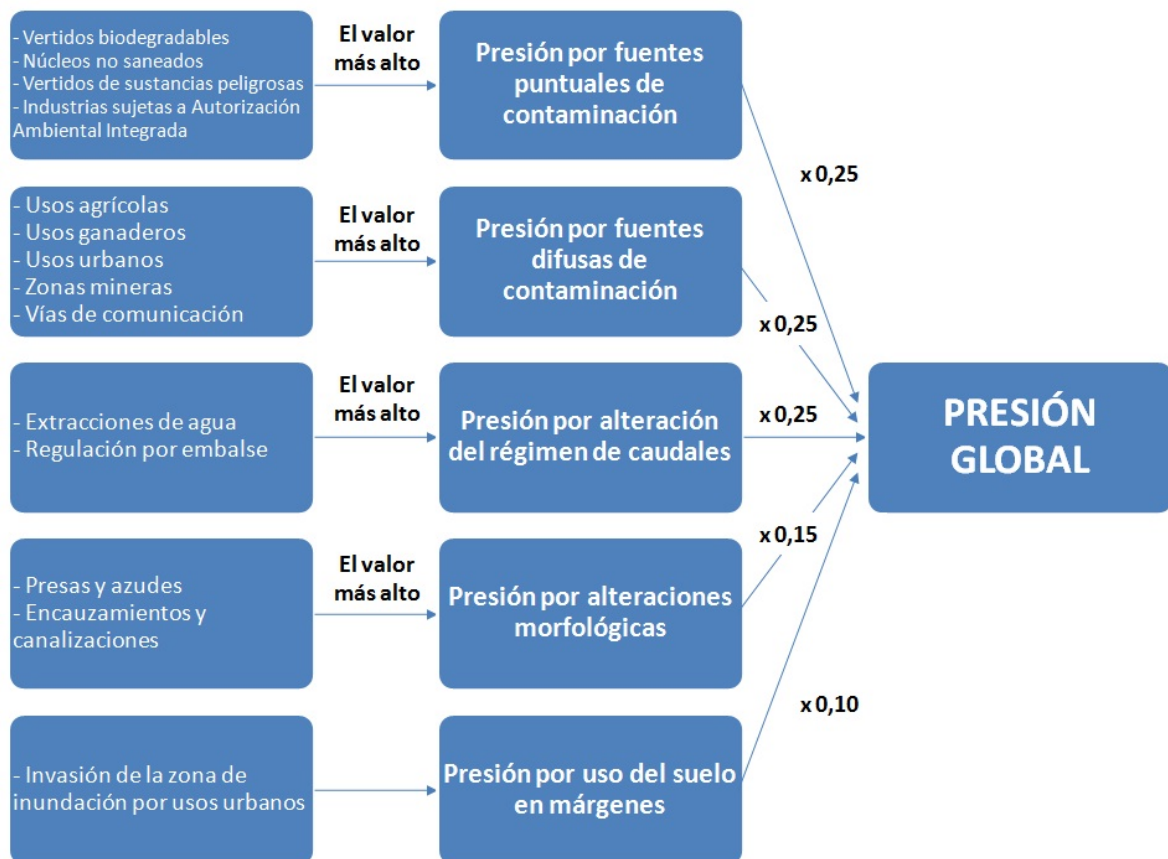 - Vertidos biodegradables
- Núcleos no saneados
- Vertidos de sustancias peligrosas
- Industrias sujetas a Autorización
Ambiental Integrada
El valor
más alto
Presión por fuentes
puntuales de
contaminación
x 0,25
- Usos agrícolas
- Usos ganaderos
- Usos urbanos
- Zonas mineras
- Vías de comunicación
El valor
más alto
Presión por fuentes
difusas de
contaminación
x 0,25
- Extracciones de agua
- Regulación por embalse
El valor
más alto
Presión por alteración
del régimen de caudales
x 0,25
PRESIÓN
GLOBAL
- Presas y azudes
- Encauzamientos y
canalizaciones
El valor
más alto
Presión por alteraciones
morfológicas
x 0,15
- Invasión de la zona de
inundación por usos urbanos
Presión por uso del suelo
en márgenes
x 0,10